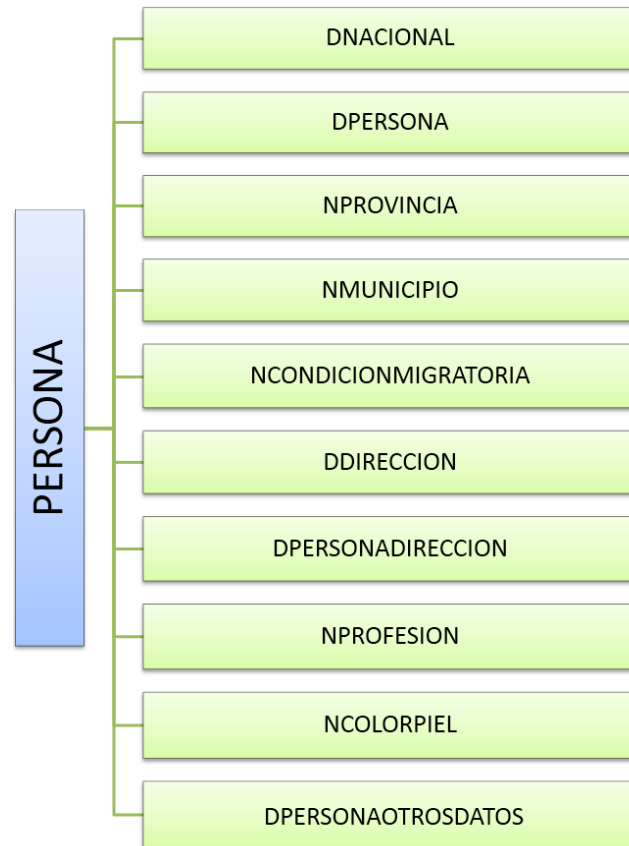 PERSONA
DNACIONAL
DPERSONA
NPROVINCIA
NMUNICIPIO
NCONDICIONMIGRATORIA
DDIRECCION
DPERSONADIRECCION
NPROFESION
NCOLORPIEL
DPERSONAOTROSDATOS